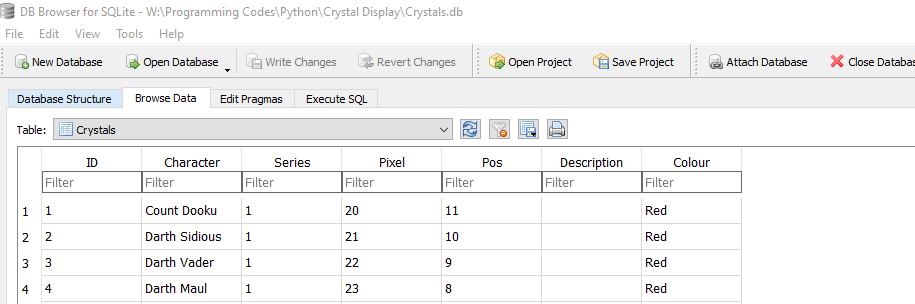 DB Browser for SQLite - W:\Programming Codes\Python\Crystal Display\Crystals.db
File Edit View Tools Help
New Database Open Database Write Changes Revert Changes Open Project Save Project Attach Database Close
Database Structure Browse Data Edit Pragmas Execute SQL
Table: Crystals
ID Character Series Pixel Pos Description Colour
Filter Filter Filter Filter Filter Filter Filter
1 1 Count Dooku 1 20 11 Red
2 2 Darth Sidious 1 21 10 Red
3 3 Darth Vader 1 22 9 Red
4 4 Darth Maul 1 23 8 Red